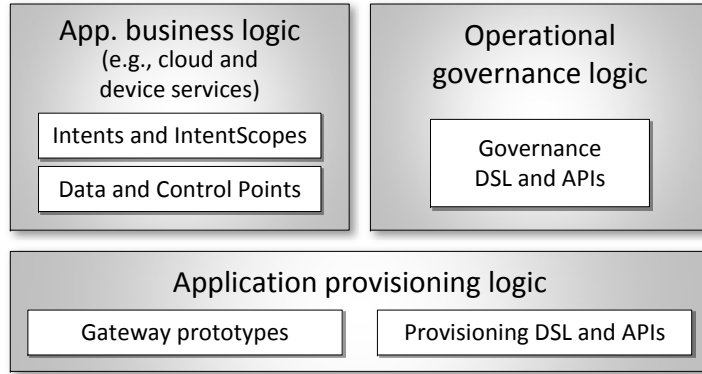 App. business logic
(e.g., cloud and
device services)
Intents and IntentScopes
Data and Control Points
Operational
governance logic
Governance
DSL and APIs
Application provisioning logic
Gateway prototypes
Provisioning DSL and APIs